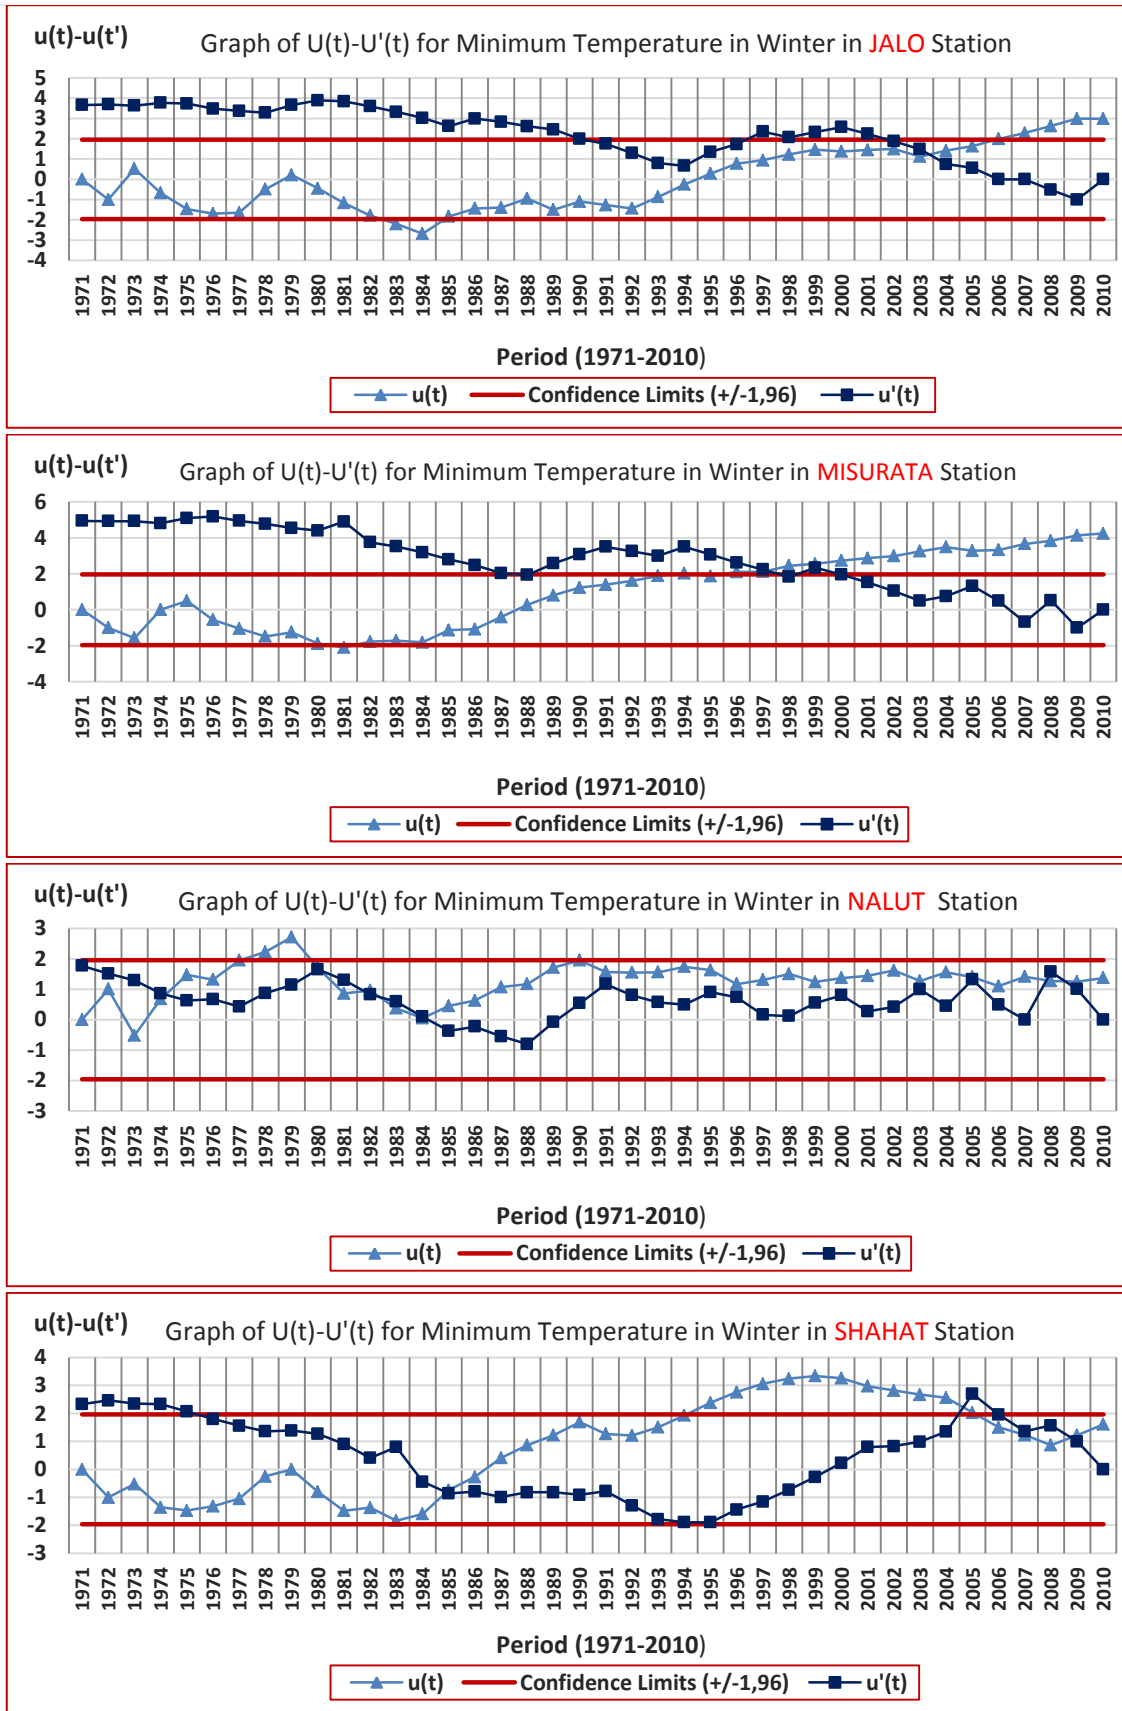 u(t)-u(t')
Graph of U(t)-U'(t) for Minimum Temperature in Winter in JALO Station
5
4
3
2
1
0
-1
-2
-3
-4
1971 1972 1973 1974 1975 1976 1977 1978 1979 1980 1981 1982 1983 1984 1985 1986 1987 1988 1989 1990 1991 1992 1993 1994 1995 1996 1997 1998 1999 2000 2001 2002 2003 2004 2005 2006 2007 2008 2009 2010
Period (1971-2010)
u(t) Confidence Limits (+/-1,96) u'(t)
u(t)-u(t')
Graph of U(t)-U'(t) for Minimum Temperature in Winter in MISURATA Station
6
4
2
0
-2
-4
1971 1972 1973 1974 1975 1976 1977 1978 1979 1980 1981 1982 1983 1984 1985 1986 1987 1988 1989 1990 1991 1992 1993 1994 1995 1996 1997 1998 1999 2000 2001 2002 2003 2004 2005 2006 2007 2008 2009 2010
Period (1971-2010)
u(t) Confidence Limits (+/-1,96) u'(t)
u(t)-u(t')
Graph of U(t)-U'(t) for Minimum Temperature in Winter in NALUT Station
3
2
1
0
-1
-2
-3
1971 1972 1973 1974 1975 1976 1977 1978 1979 1980 1981 1982 1983 1984 1985 1986 1987 1988 1989 1990 1991 1992 1993 1994 1995 1996 1997 1998 1999 2000 2001 2002 2003 2004 2005 2006 2007 2008 2009 2010
Period (1971-2010)
u(t) Confidence Limits (+/-1,96) u'(t)
u(t)-u(t')
Graph of U(t)-U'(t) for Minimum Temperature in Winter in SHAHAT Station
4
3
2
1
0
-1
-2
-3
1971 1972 1973 1974 1975 1976 1977 1978 1979 1980 1981 1982 1983 1984 1985 1986 1987 1988 1989 1990 1991 1992 1993 1994 1995 1996 1997 1998 1999 2000 2001 2002 2003 2004 2005 2006 2007 2008 2009 2010
Period (1971-2010)
u(t) Confidence Limits (+/-1,96) u'(t)